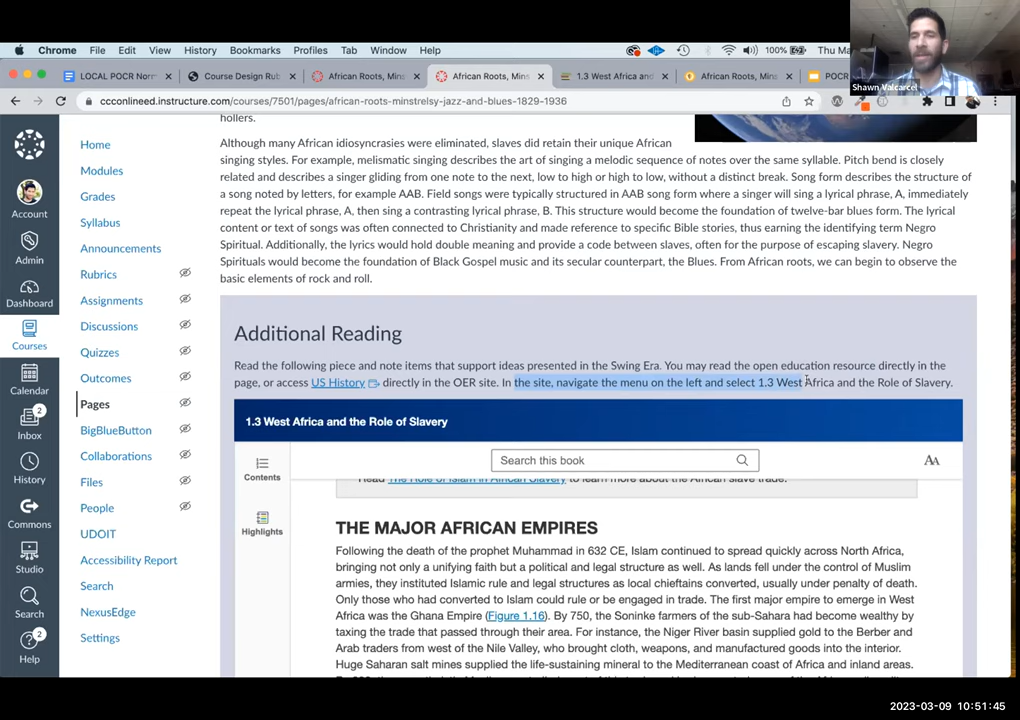 Chrome File Edit View History Bookmarks Profiles Tab Window Help 100% Thu Ma
LOCAL POCR Norm
Course Design Rub
African Roots, Mins
African Roots, Mins
1.3 West Africa and
African Roots, Mins
POCR
Shawn Valcarcel
ccconlineed.instructure.com/courses/7501/pages/african-roots-minstrelsy-jazz-and-blues-1829-1936
Account
Admin
Dashboard
Courses
Calendar
2
Inbox
History
Commons
Studio
Search
2
Help
Home
Modules
Grades
Syllabus
Announcements
Rubrics
Assignments
Discussions
Quizzes
Outcomes
Pages
BigBlueButton
Collaborations
Files
People
UDOIT
Accessibility Report
Search
NexusEdge
Settings
hollers.
Although many African idiosyncrasies were eliminated, slaves did retain their unique African
singing styles. For example, melismatic singing describes the art of singing a melodic sequence of notes over the same syllable. Pitch bend is closely
related and describes a singer gliding from one note to the next, low to high or high to low, without a distinct break. Song form describes the structure of
a song noted by letters, for example AAB. Field songs were typically structured in AAB song form where a singer will sing a lyrical phrase, A, immediately
repeat the lyrical phrase, A, then sing a contrasting lyrical phrase, B. This structure would become the foundation of twelve-bar blues form. The lyrical
content or text of songs was often connected to Christianity and made reference to specific Bible stories, thus earning the identifying term Negro
Spiritual. Additionally, the lyrics would hold double meaning and provide a code between slaves, often for the purpose of escaping slavery. Negro
Spirituals would become the foundation of Black Gospel music and its secular counterpart, the Blues. From African roots, we can begin to observe the
basic elements of rock and roll.
Additional Reading
Read the following piece and note items that support ideas presented in the Swing Era. You may read the open education resource directly in the
page, or access US History directly in the OER site. In the site, navigate the menu on the left and select 1.3 West Africa and the Role of Slavery.
1.3 West Africa and the Role of Slavery
Contents
Search this book
AA
Highlights
Read The Role of Islam in African Slavery to learn more about the African slave trade.
THE MAJOR AFRICAN EMPIRES
Following the death of the prophet Muhammad in 632 CE, Islam continued to spread quickly across North Africa,
bringing not only a unifying faith but a political and legal structure as well. As lands fell under the control of Muslim
armies, they instituted Islamic rule and legal structures as local chieftains converted, usually under penalty of death.
Only those who had converted to Islam could rule or be engaged in trade. The first major empire to emerge in West
Africa was the Ghana Empire (Figure 1.16). By 750, the Soninke farmers of the sub-Sahara had become wealthy by
taxing the trade that passed through their area. For instance, the Niger River basin supplied gold to the Berber and
Arab traders from west of the Nile Valley, who brought cloth, weapons, and manufactured goods into the interior.
Huge Saharan salt mines supplied the life-sustaining mineral to the Mediterranean coast of Africa and inland areas.
2023-03-09 10:51:45